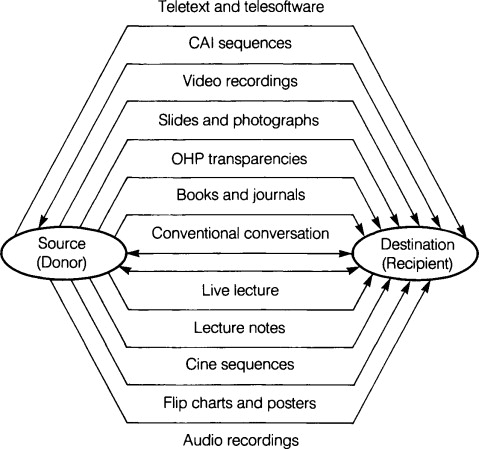 Teletext and telesoftware
CAI sequences
Video recordings
Slides and photographs
OHP transparencies
Books and journals
Conventional conversation
Source
(Donor)
Destination
(Recipient)
Live lecture
Lecture notes
Cine sequences
Flip charts and posters
Audio recordings